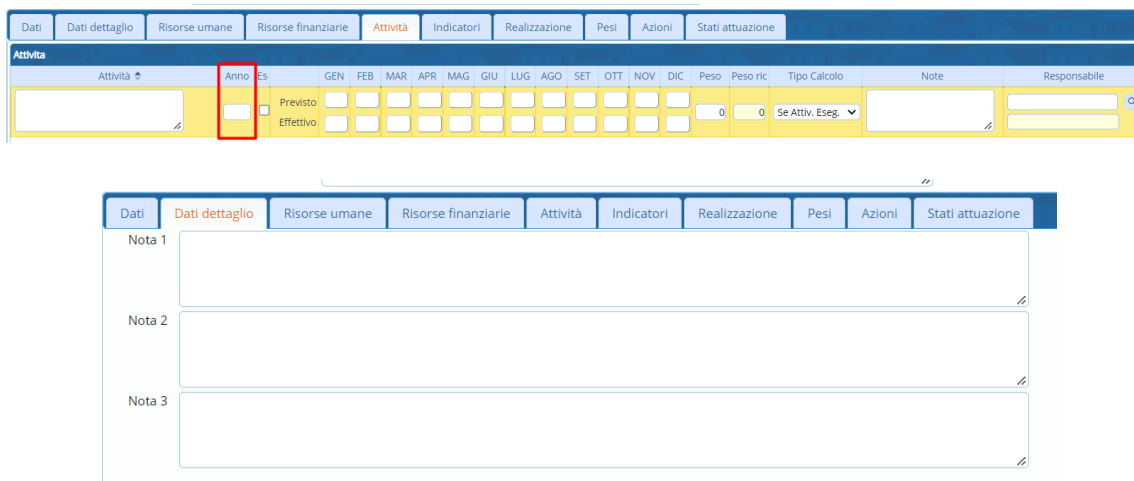 Dati Dati dettaglio Risorse umane Risorse finanziarie Attività Indicatori Realizzazione Pesi Azioni Stati attuazione
Attivita
Attività Anno Es GEN FEB MAR APR MAG GIU LUG AGO SET OTT NOV DIC Peso Peso ric Tipo Calcolo Note Responsabile
Previsto
0 0 Se Attiv. Eseg.
Effettivo
Dati Dati dettaglio Risorse umane Risorse finanziarie Attività Indicatori Realizzazione Pesi Azioni Stati attuazione
Nota 1
Nota 2
Nota 3